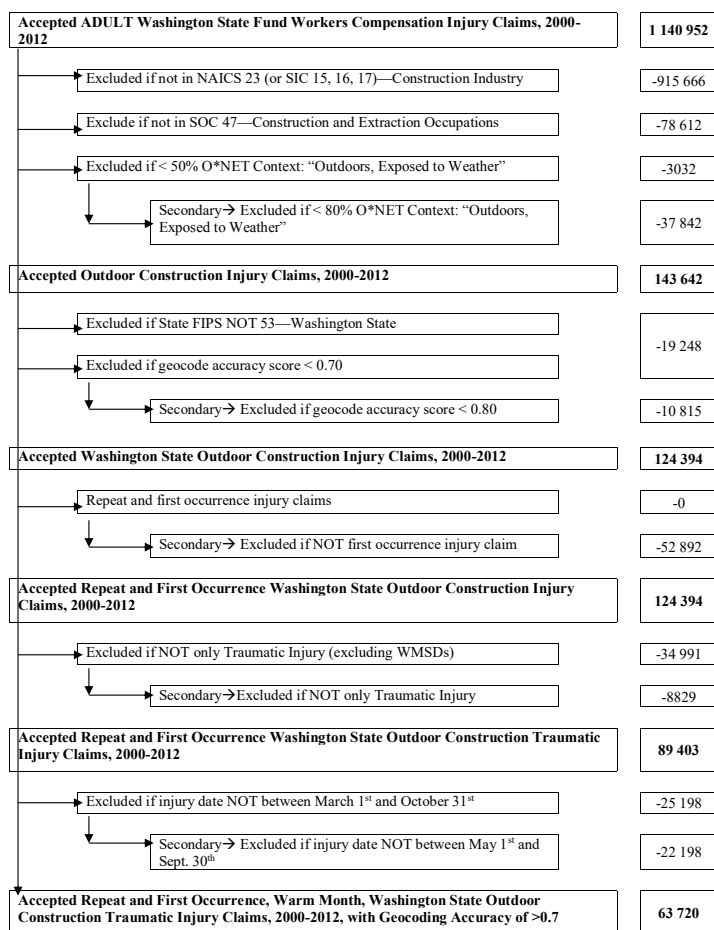 Accepted ADULT Washington State Fund Workers Compensation Injury Claims, 2000-
2012
1 140 952
Excluded if not in NAICS 23 (or SIC 15, 16, 17)—Construction Industry
-915 666
Exclude if not in SOC 47—Construction and Extraction Occupations
-78 612
Excluded if < 50% O*NET Context: “Outdoors, Exposed to Weather”
-3032
Secondary→ Excluded if < 80% O*NET Context: “Outdoors,
Exposed to Weather”
-37 842
Accepted Outdoor Construction Injury Claims, 2000-2012
143 642
Excluded if State FIPS NOT 53—Washington State
-19 248
Excluded if geocode accuracy score < 0.70
Secondary→ Excluded if geocode accuracy score < 0.80
-10 815
Accepted Washington State Outdoor Construction Injury Claims, 2000-2012
124 394
Repeat and first occurrence injury claims
-0
Secondary→ Excluded if NOT first occurrence injury claim
-52 892
Accepted Repeat and First Occurrence Washington State Outdoor Construction Injury
Claims, 2000-2012
124 394
Excluded if NOT only Traumatic Injury (excluding WMSDs)
-34 991
Secondary→Excluded if NOT only Traumatic Injury
-8829
Accepted Repeat and First Occurrence Washington State Outdoor Construction Traumatic
Injury Claims, 2000-2012
89 403
Excluded if injury date NOT between March 1st and October 31st
-25 198
Secondary→ Excluded if injury date NOT between May 1st and
Sept. 30th
-22 198
Accepted Repeat and First Occurrence, Warm Month, Washington State Outdoor
Construction Traumatic Injury Claims, 2000-2012, with Geocoding Accuracy of >0.7
63 720